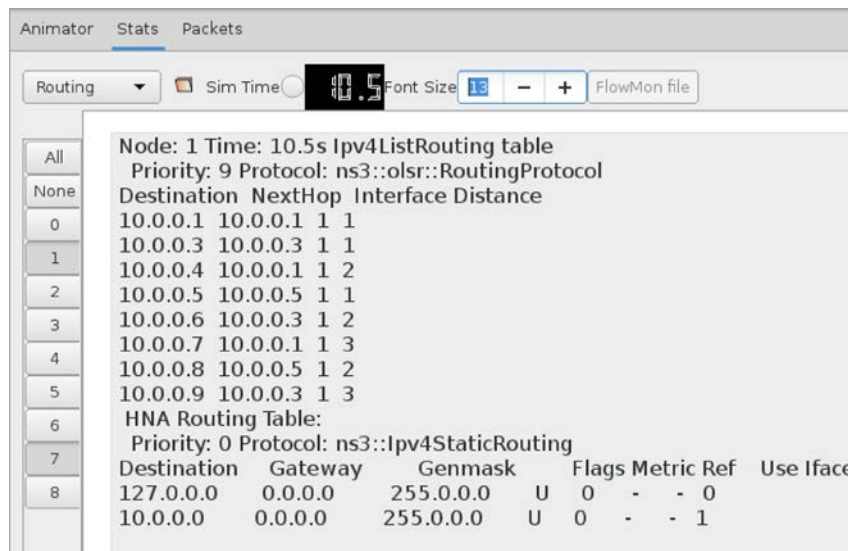 Animator Stats Packets
Routing Sim Time 10.5 Font Size 13 − + FlowMon file
All
None
0
1
2
3
4
5
6
7
8
Node: 1 Time: 10.5s Ipv4ListRouting table
Priority: 9 Protocol: ns3::olsr::RoutingProtocol
Destination NextHop Interface Distance
10.0.0.1 10.0.0.1 1 1
10.0.0.3 10.0.0.3 1 1
10.0.0.4 10.0.0.1 1 2
10.0.0.5 10.0.0.5 1 1
10.0.0.6 10.0.0.3 1 2
10.0.0.7 10.0.0.1 1 3
10.0.0.8 10.0.0.5 1 2
10.0.0.9 10.0.0.3 1 3
HNA Routing Table:
Priority: 0 Protocol: ns3::Ipv4StaticRouting
Destination Gateway Genmask Flags Metric Ref Use Iface
127.0.0.0 0.0.0.0 255.0.0.0 U 0 - - 0
10.0.0.0 0.0.0.0 255.0.0.0 U 0 - - 1